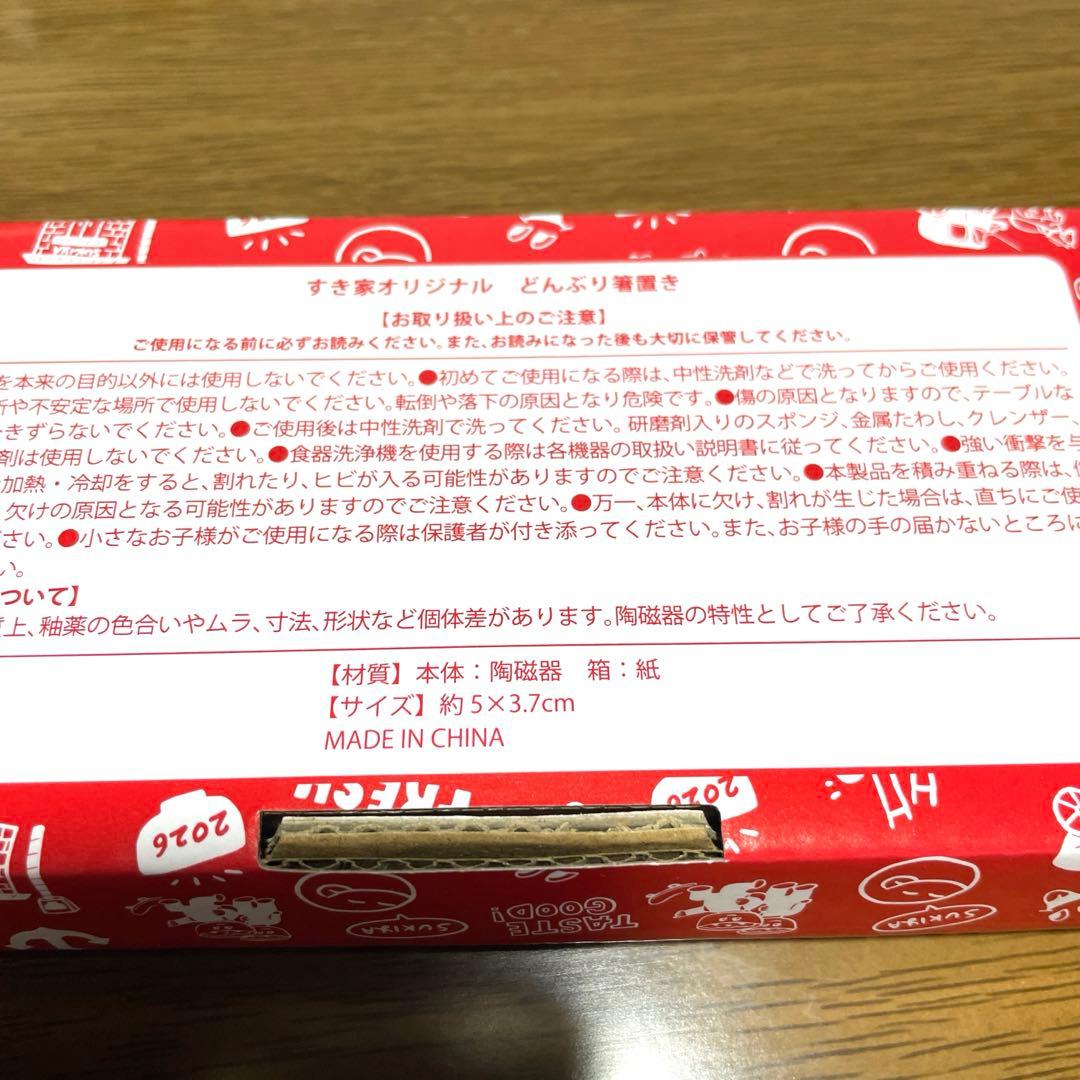 すき家オリジナル　どんぶり箸置き
【お取り扱い上のご注意】
ご使用になる前に必ずお読みください。また、お読みになった後も大切に保管してください。
を本来の目的以外には使用しないでください。●初めてご使用になる際は、中性洗剤などで洗ってからご使用ください。
所や不安定な場所で使用しないでください。転倒や落下の原因となり危険です。●傷の原因となりますので、テーブルな
きずらないでください。●ご使用後は中性洗剤で洗ってください。研磨剤入りのスポンジ、金属たわし、クレンザー、
剤は使用しないでください。●食器洗浄機を使用する際は各機器の取扱い説明書に従ってください。●強い衝撃を与
加熱・冷却をすると、割れたり、ヒビが入る可能性がありますのでご注意ください。●本製品を積み重ねる際は、
欠けの原因となる可能性がありますのでご注意ください。●万一、本体に欠け、割れが生じた場合は、直ちにご使
さい。●小さなお子様がご使用になる際は保護者が付き添ってください。また、お子様の手の届かないところに
い。
ついて】
上、釉薬の色合いやムラ、寸法、形状など個体差があります。陶磁器の特性としてご了承ください。
【材質】本体：陶磁器　箱：紙
【サイズ】約 5×3.7cm
MADE IN CHINA
FRESH
2026
2026
TASTE GOOD!
SUKIYA
SUKIYA